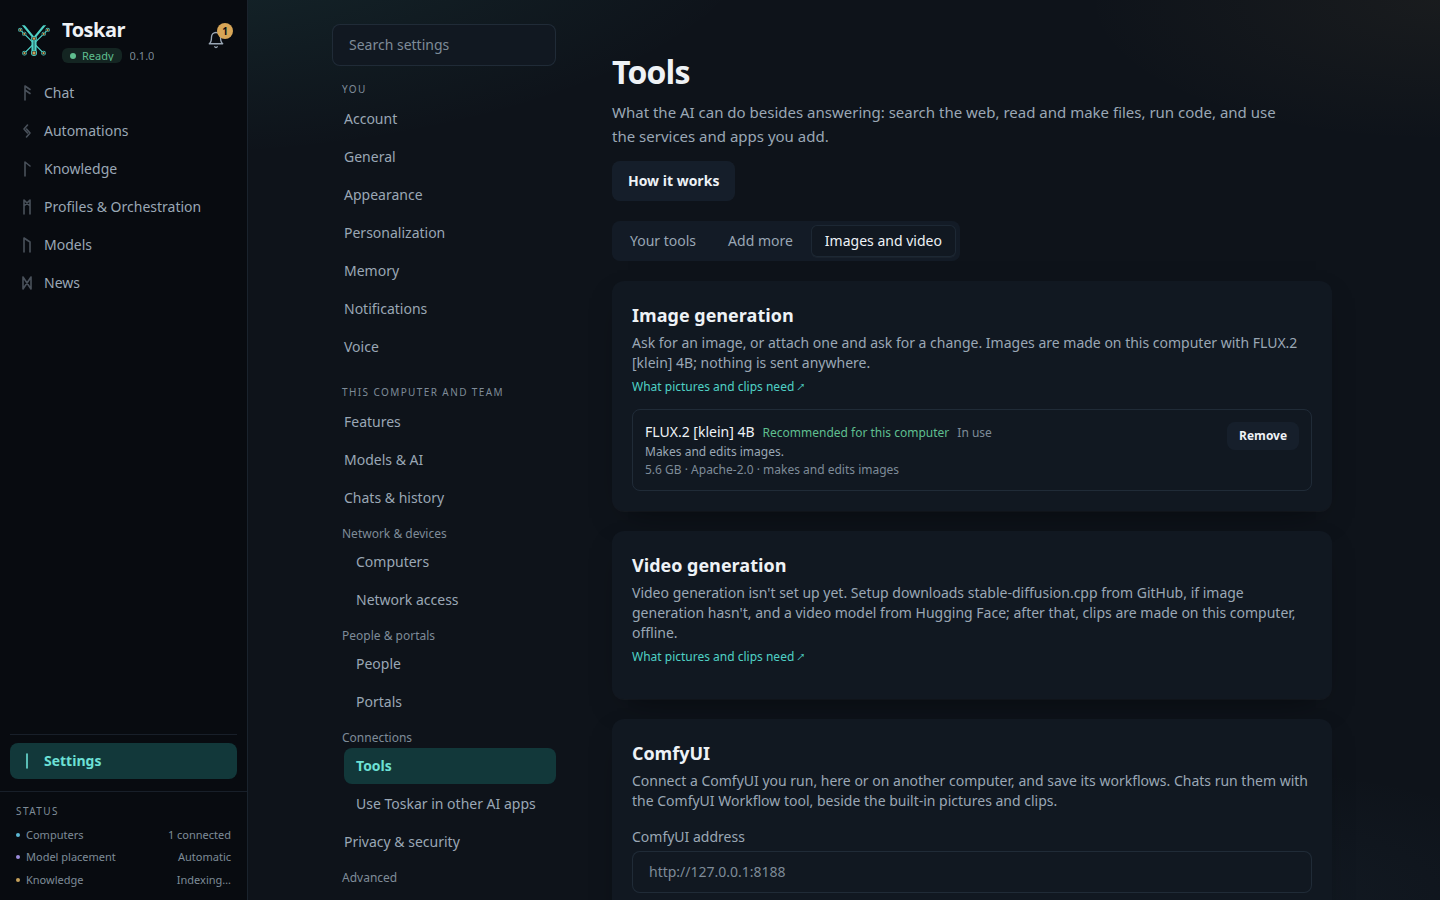 Toskar
Ready 0.1.0
1
Chat
Automations
Knowledge
Profiles & Orchestration
Models
News
Settings
STATUS
Computers 1 connected
Model placement Automatic
Knowledge Indexing...
Search settings
YOU
Account
General
Appearance
Personalization
Memory
Notifications
Voice
THIS COMPUTER AND TEAM
Features
Models & AI
Chats & history
Network & devices
Computers
Network access
People & portals
People
Portals
Connections
Tools
Use Toskar in other AI apps
Privacy & security
Advanced
Tools
What the AI can do besides answering: search the web, read and make files, run code, and use
the services and apps you add.
How it works
Your tools Add more Images and video
Image generation
Ask for an image, or attach one and ask for a change. Images are made on this computer with FLUX.2
[klein] 4B; nothing is sent anywhere.
What pictures and clips need ↗
FLUX.2 [klein] 4B Recommended for this computer In use
Remove
Makes and edits images.
5.6 GB · Apache-2.0 · makes and edits images
Video generation
Video generation isn't set up yet. Setup downloads stable-diffusion.cpp from GitHub, if image
generation hasn't, and a video model from Hugging Face; after that, clips are made on this computer,
offline.
What pictures and clips need ↗
ComfyUI
Connect a ComfyUI you run, here or on another computer, and save its workflows. Chats run them with
the ComfyUI Workflow tool, beside the built-in pictures and clips.
ComfyUI address
http://127.0.0.1:8188